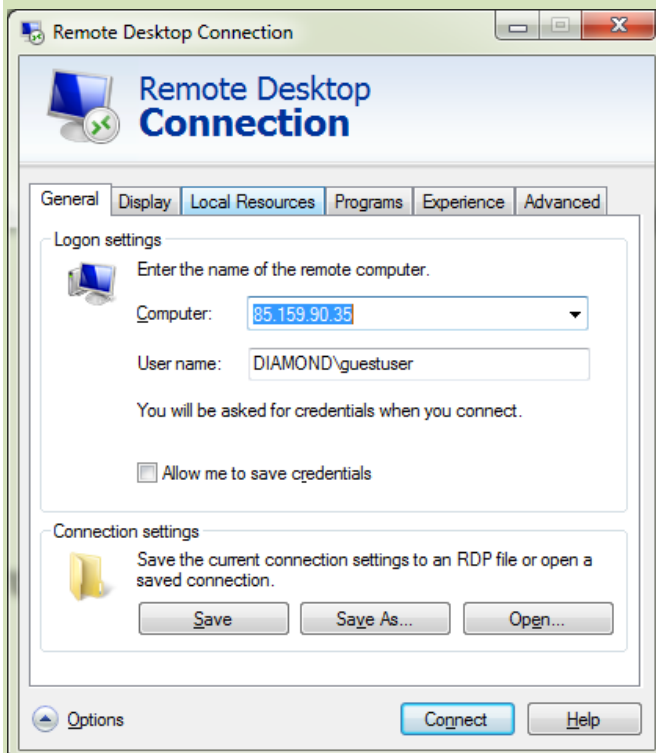 Remote Desktop Connection
Remote Desktop
Connection
General Display Local Resources Programs Experience Advanced
Logon settings
Enter the name of the remote computer.
Computer: 85.159.90.35
User name: DIAMOND\guestuser
You will be asked for credentials when you connect.
Allow me to save credentials
Connection settings
Save the current connection settings to an RDP file or open a
saved connection.
Save Save As... Open...
Options Connect Help